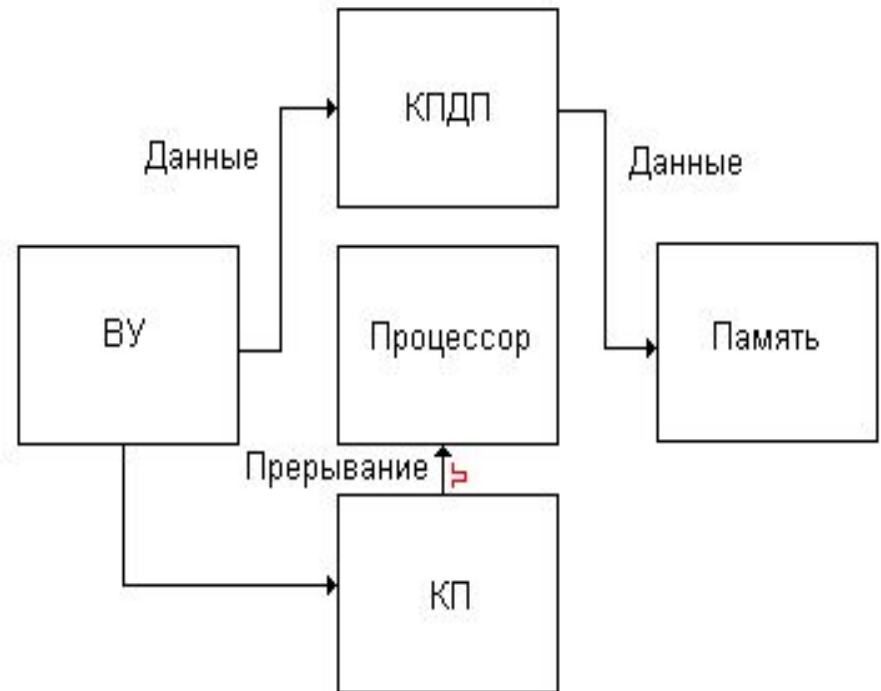 КПДП
Данные
Данные
ВУ
Процессор
Память
Прерывание
КП